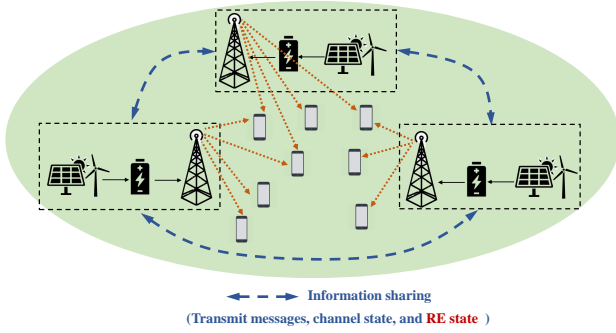 Information sharing
(Transmit messages, channel state, and RE state )